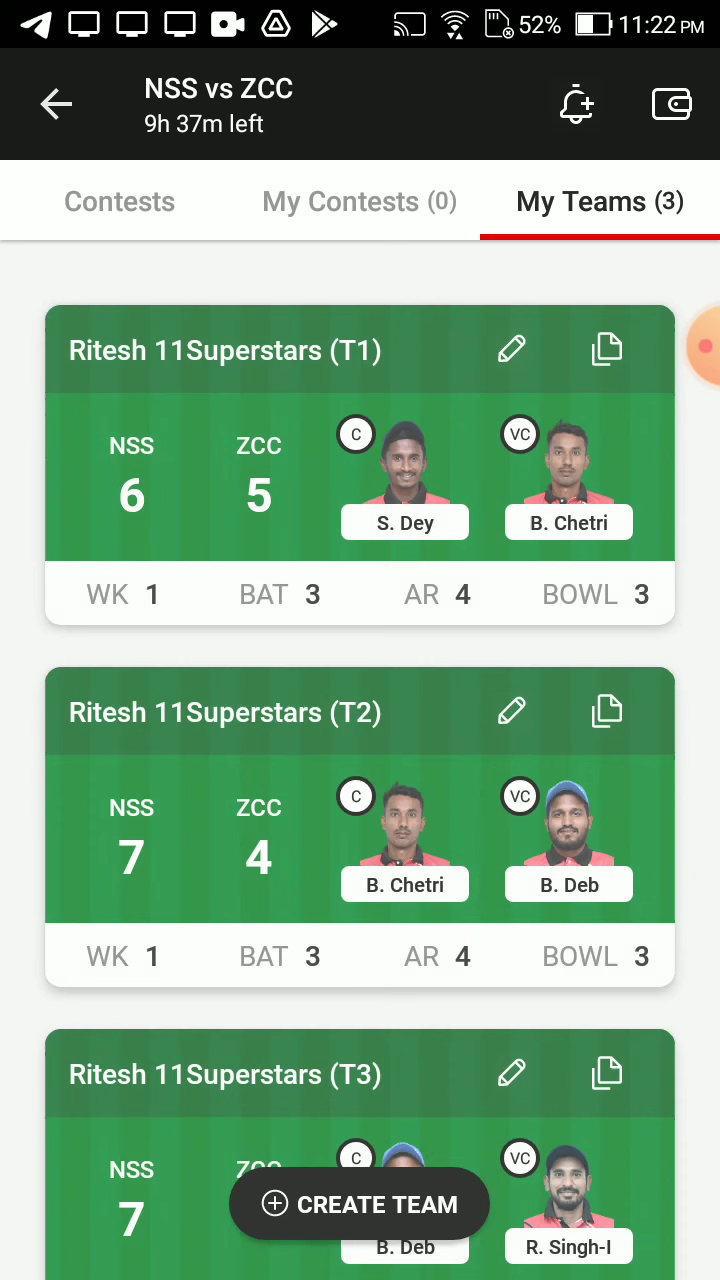 52% 11:22 PM
NSS vs ZCC
9h 37m left
Contests My Contests (0) My Teams (3)
Ritesh 11Superstars (T1)
NSS ZCC C VC
6 5
S. Dey B. Chetri
WK 1 BAT 3 AR 4 BOWL 3
Ritesh 11Superstars (T2)
NSS ZCC C VC
7 4
B. Chetri B. Deb
WK 1 BAT 3 AR 4 BOWL 3
Ritesh 11Superstars (T3)
NSS ZCC C VC
7
CREATE TEAM
B. Deb R. Singh-I